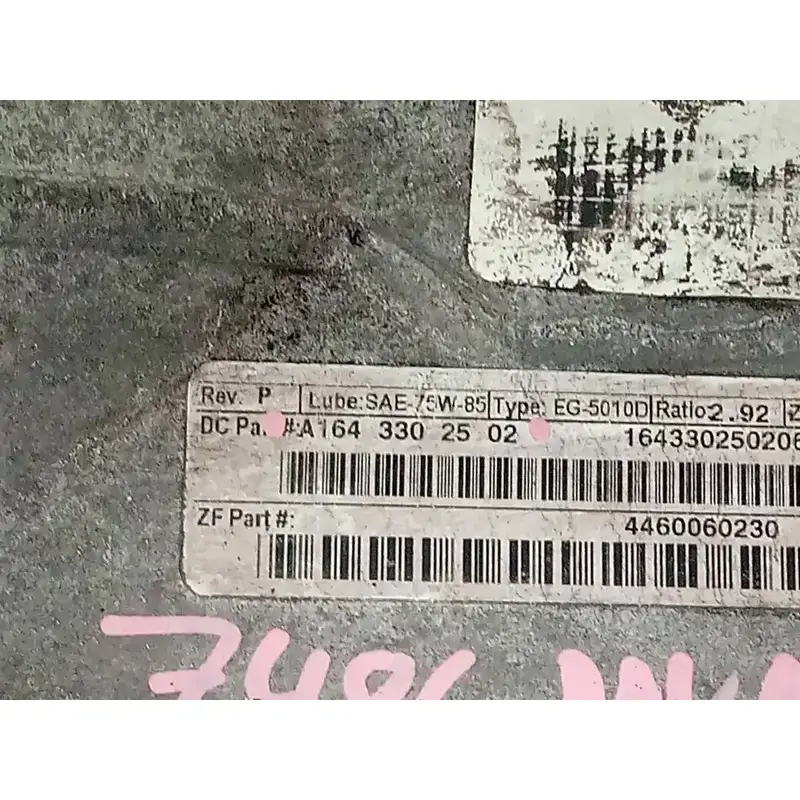 Rev. P Lube:SAE-75W-85 Type: EG-5010D Ratio:2.92 Z
DC Pa #:A164 330 25 02 164330250206
ZF Part #: 4460060230